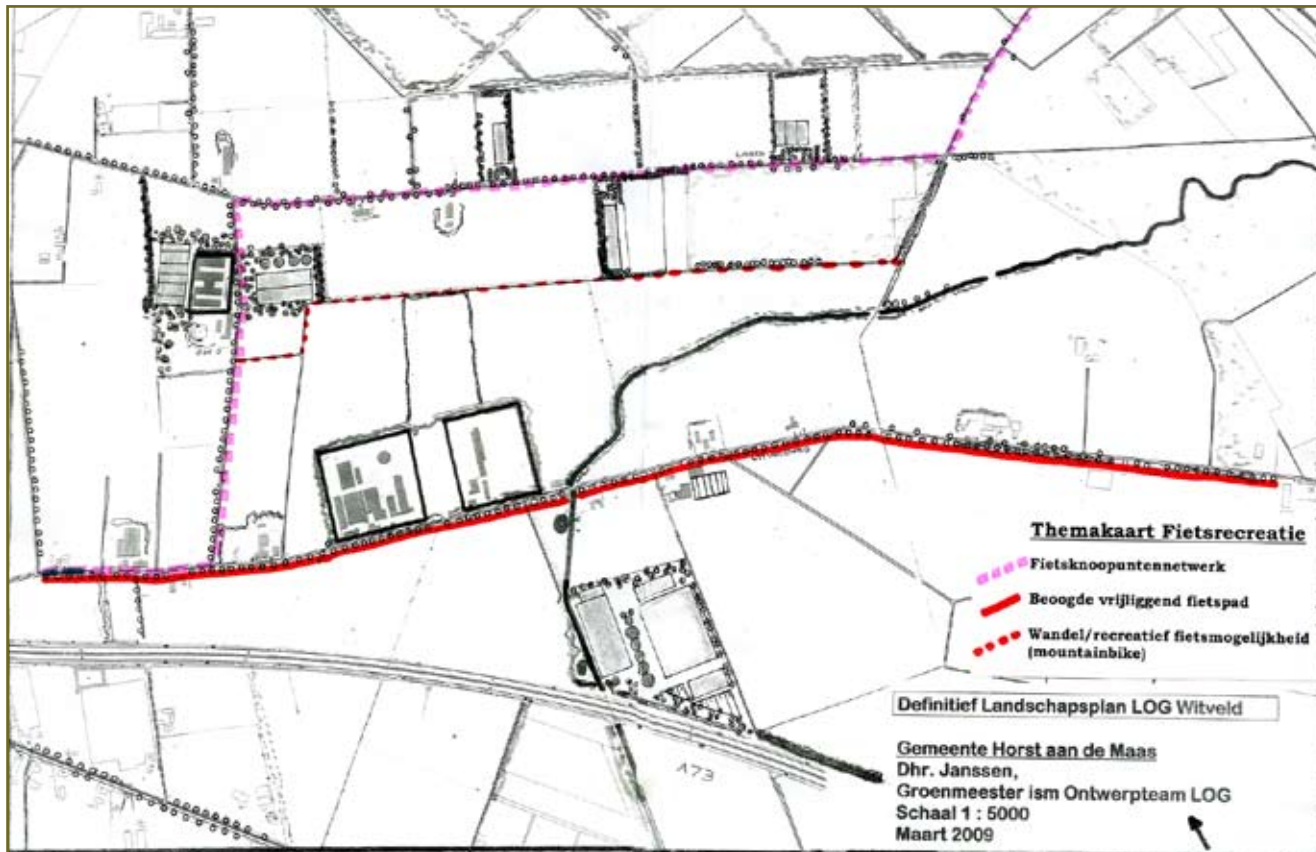 Themakaart Fietsrecreatie
Fietsknoopuntennetwerk
Beoogde vrijliggend fietspad
Wandel/recreatief fietsmogelijkheid
(mountainbike)
Definitief Landschapsplan LOG Witveld
Gemeente Horst aan de Maas
Dhr. Janssen,
Groenmeester ism Ontwerpteam LOG
Schaal 1 : 5000
Maart 2009
A73